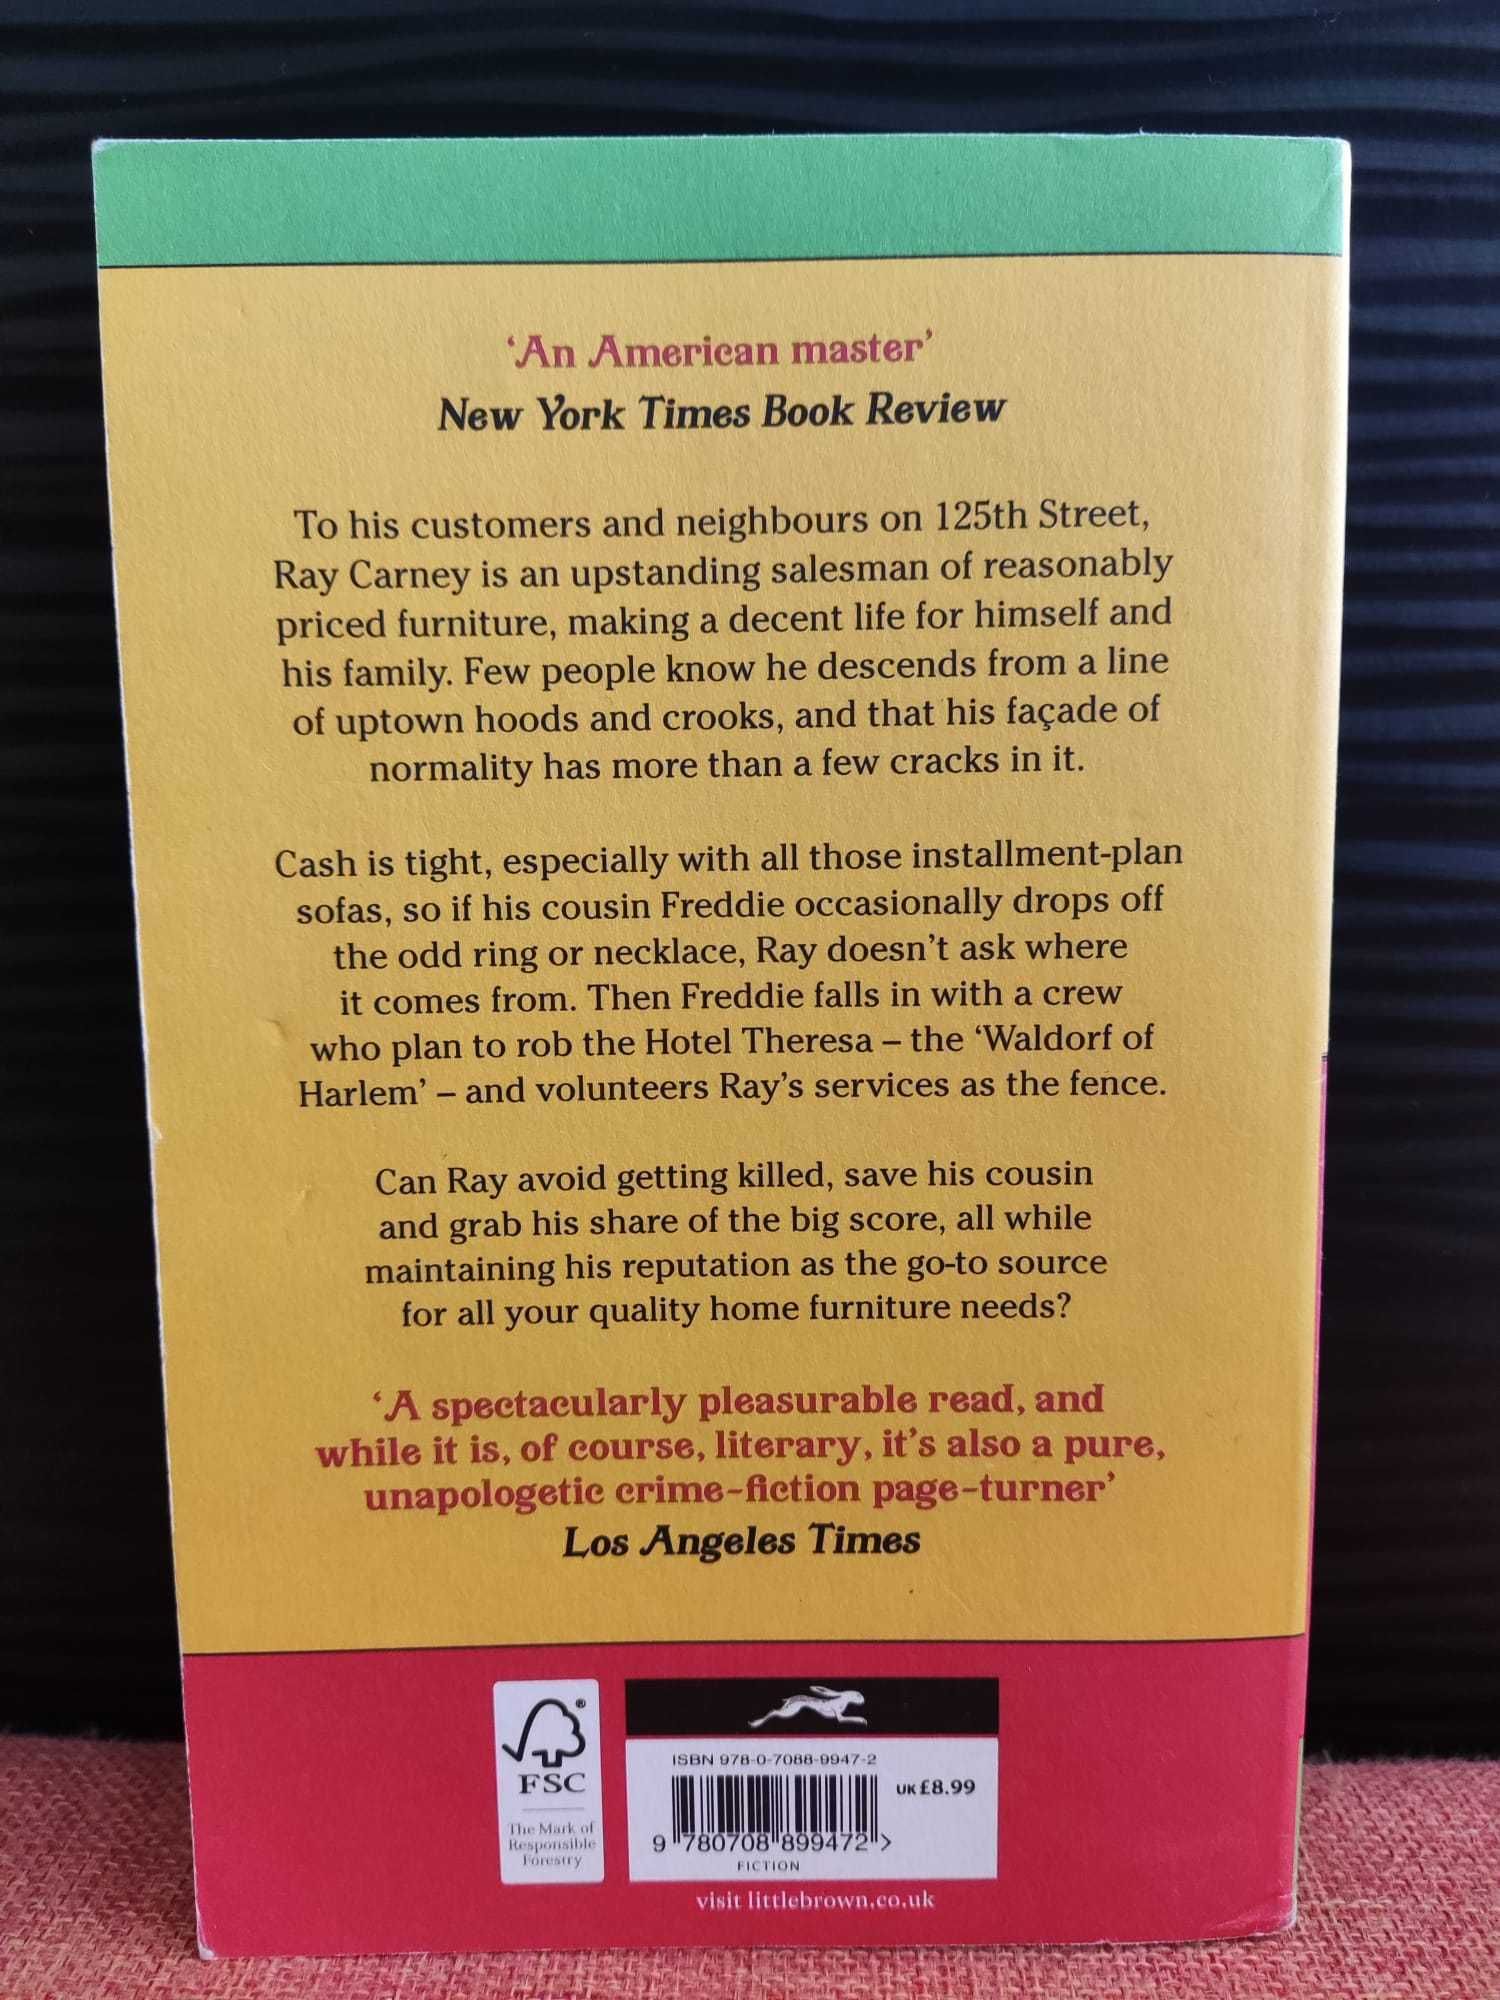 ‘An American master’
New York Times Book Review
To his customers and neighbours on 125th Street,
Ray Carney is an upstanding salesman of reasonably
priced furniture, making a decent life for himself and
his family. Few people know he descends from a line
of uptown hoods and crooks, and that his façade of
normality has more than a few cracks in it.
Cash is tight, especially with all those installment-plan
sofas, so if his cousin Freddie occasionally drops off
the odd ring or necklace, Ray doesn’t ask where
it comes from. Then Freddie falls in with a crew
who plan to rob the Hotel Theresa – the ‘Waldorf of
Harlem’ – and volunteers Ray’s services as the fence.
Can Ray avoid getting killed, save his cousin
and grab his share of the big score, all while
maintaining his reputation as the go-to source
for all your quality home furniture needs?
‘A spectacularly pleasurable read, and
while it is, of course, literary, it’s also a pure,
unapologetic crime-fiction page-turner’
Los Angeles Times
®
FSC
The Mark of
Responsible
Forestry
ISBN 978-0-7088-9947-2
UK £8.99
9 780708 899472 >
FICTION
visit littlebrown.co.uk